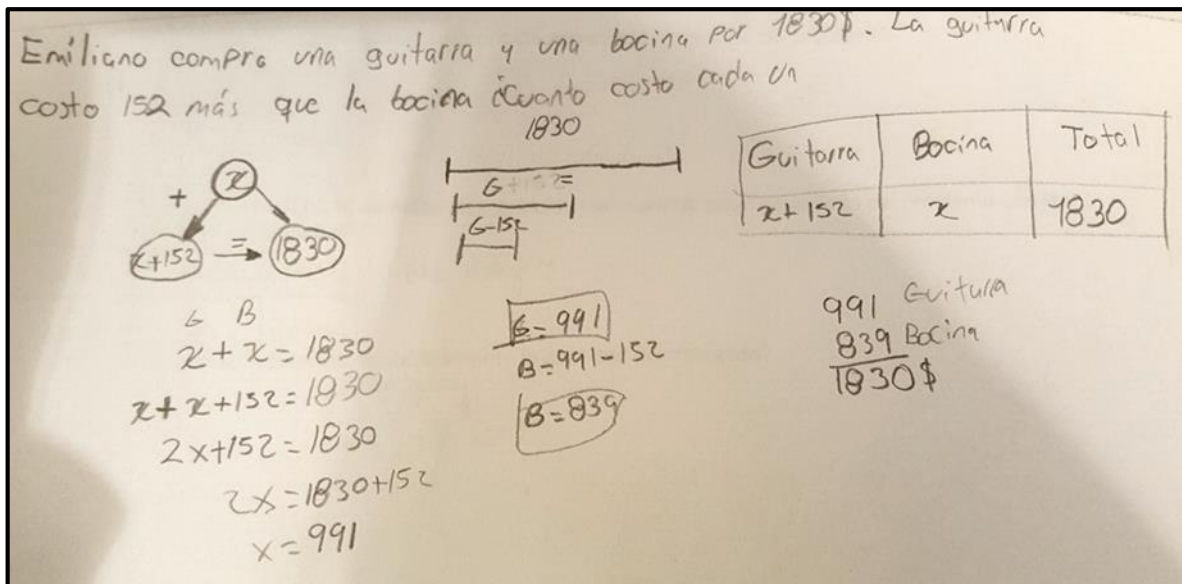 Emiliano compra una guitarra y una bocina por 1830$. La guitarra
costo 152 más que la bocina ¿Cuanto costo cada un
x
+
x+152 = 1830
1830
G+152=
G-152
Guitarra Bocina Total
x+152 x 1830
G B
x+x=1830
x+x+152=1830
2x+152=1830
2x=1830+152
x=991
G=991
B=991-152
B=839
991 Guitarra
839 Bocina
1830$